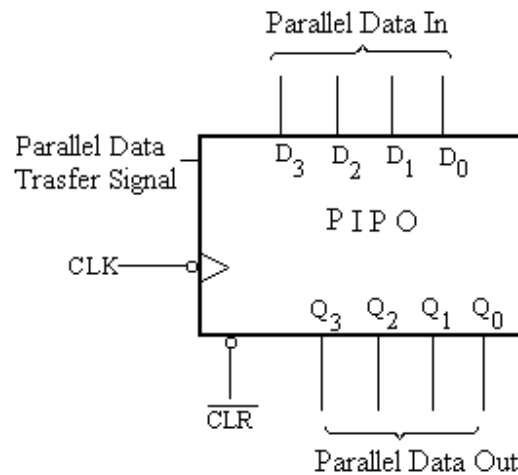 Parallel Data In
Parallel Data
Trasfer Signal
D3 D2 D1 D0
PIPO
CLK
Q3 Q2 Q1 Q0
CLR
Parallel Data Out